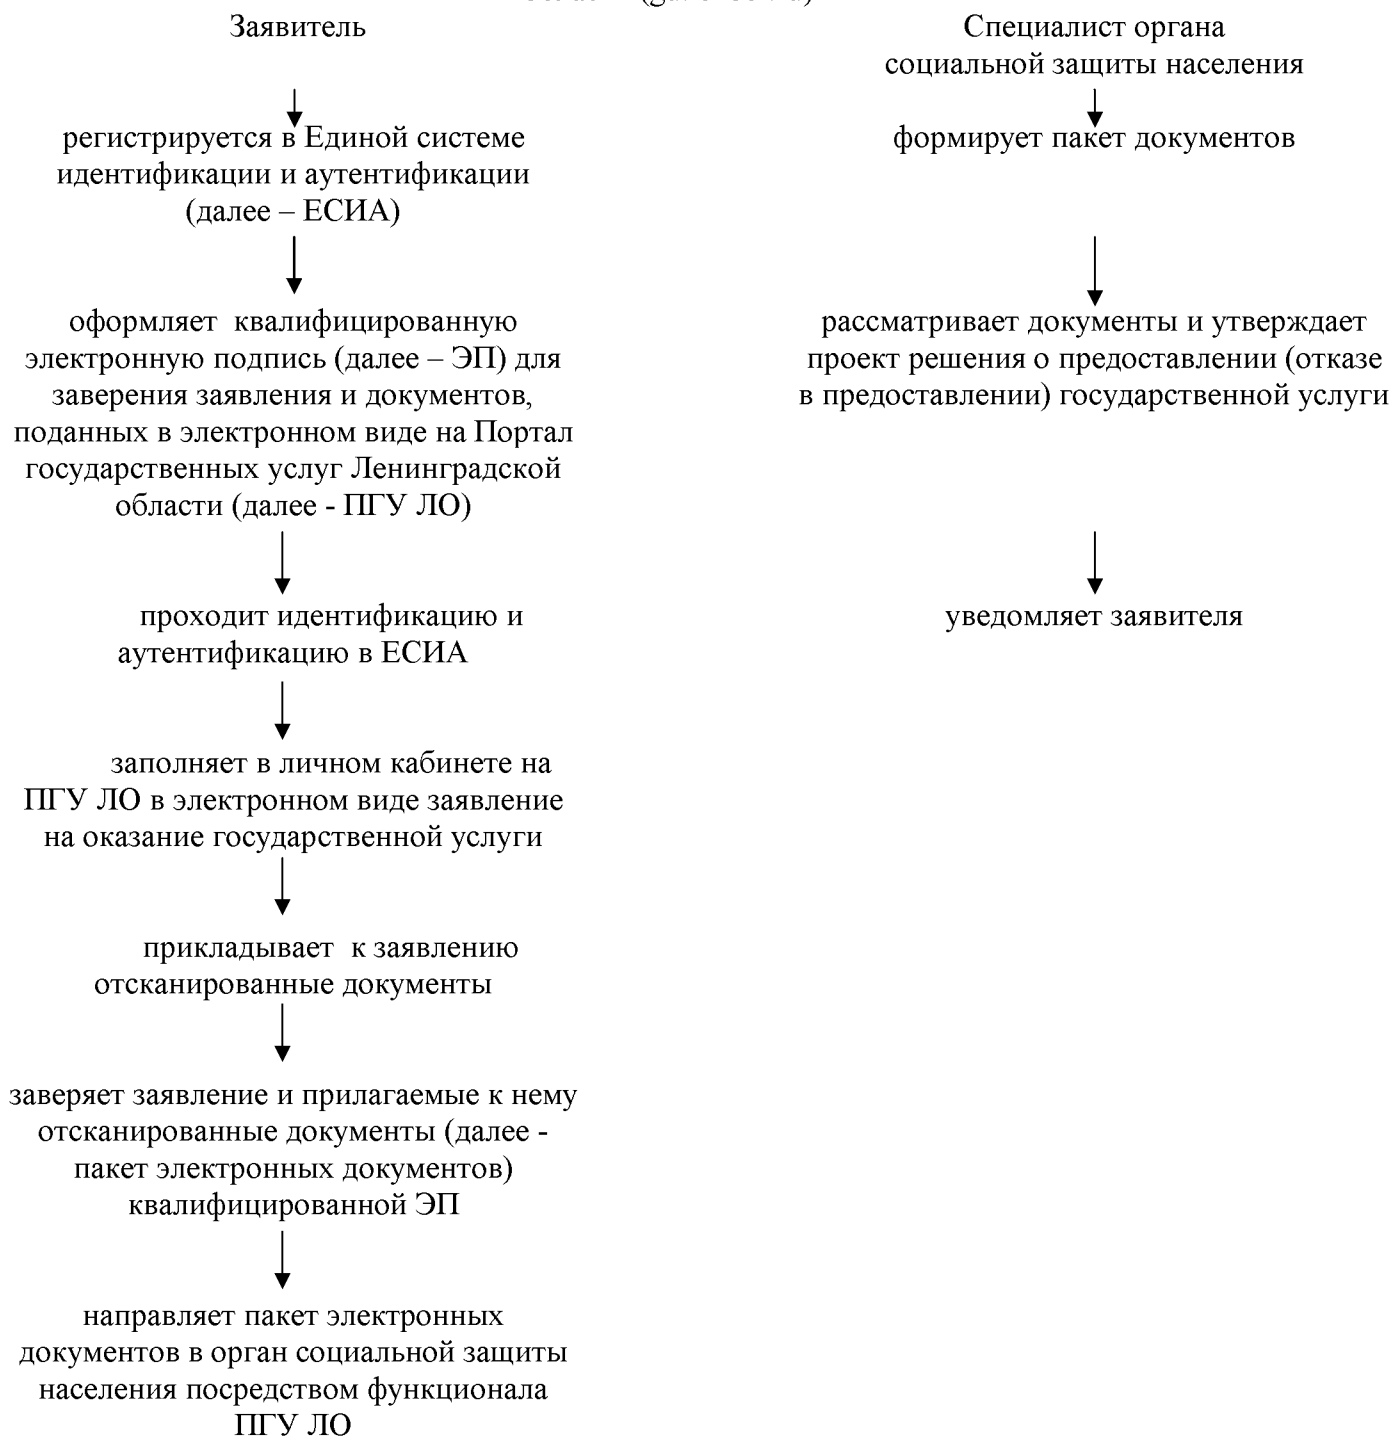 Заявитель
регистрируется в Единой системе
идентификации и аутентификации
(далее – ЕСИА)
оформляет квалифицированную
электронную подпись (далее – ЭП) для
заверения заявления и документов,
поданных в электронном виде на Портал
государственных услуг Ленинградской
области (далее - ПГУ ЛО)
проходит идентификацию и
аутентификацию в ЕСИА
заполняет в личном кабинете на
ПГУ ЛО в электронном виде заявление
на оказание государственной услуги
прикладывает к заявлению
отсканированные документы
заверяет заявление и прилагаемые к нему
отсканированные документы (далее -
пакет электронных документов)
квалифицированной ЭП
направляет пакет электронных
документов в орган социальной защиты
населения посредством функционала
ПГУ ЛО
Специалист органа
социальной защиты населения
формирует пакет документов
рассматривает документы и утверждает
проект решения о предоставлении (отказе
в предоставлении) государственной услуги
уведомляет заявителя